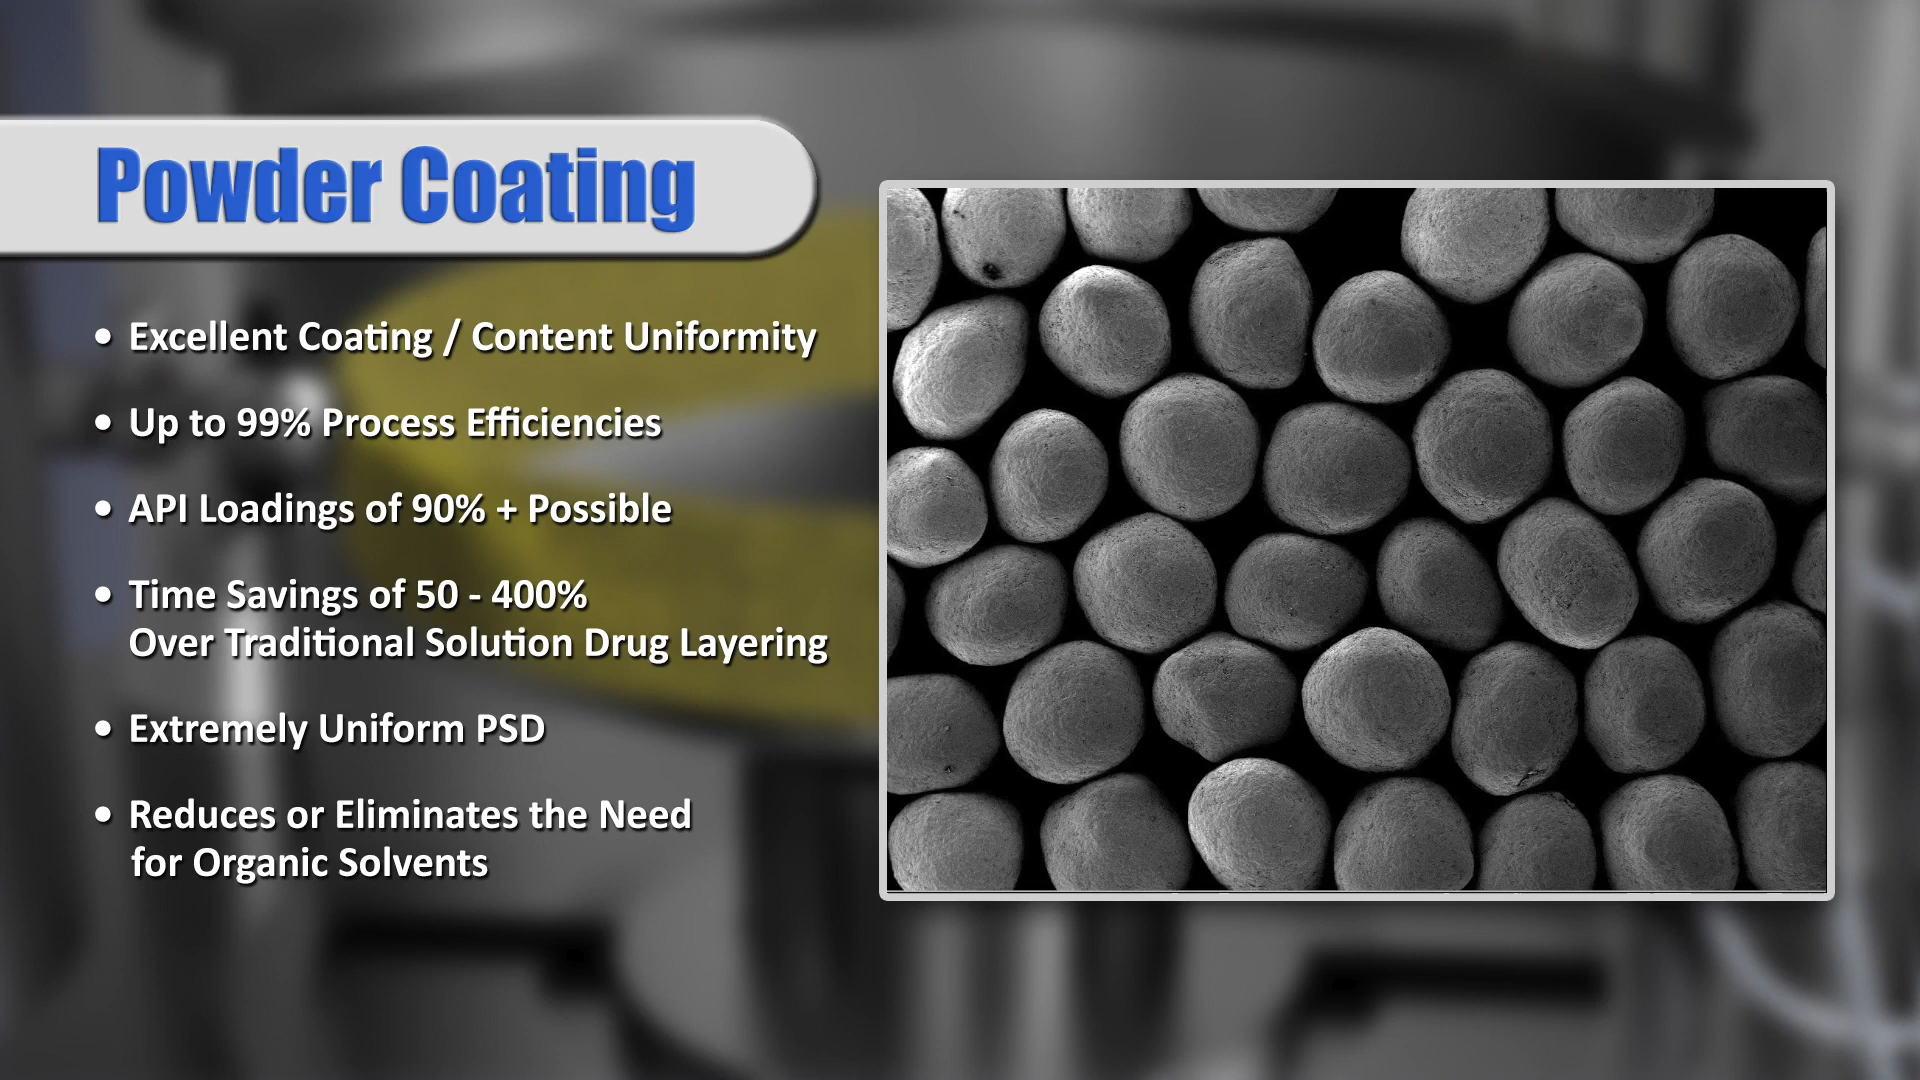 Powder Coating
• Excellent Coating / Content Uniformity
• Up to 99% Process Efficiencies
• API Loadings of 90% + Possible
• Time Savings of 50 - 400%
Over Traditional Solution Drug Layering
• Extremely Uniform PSD
• Reduces or Eliminates the Need
for Organic Solvents